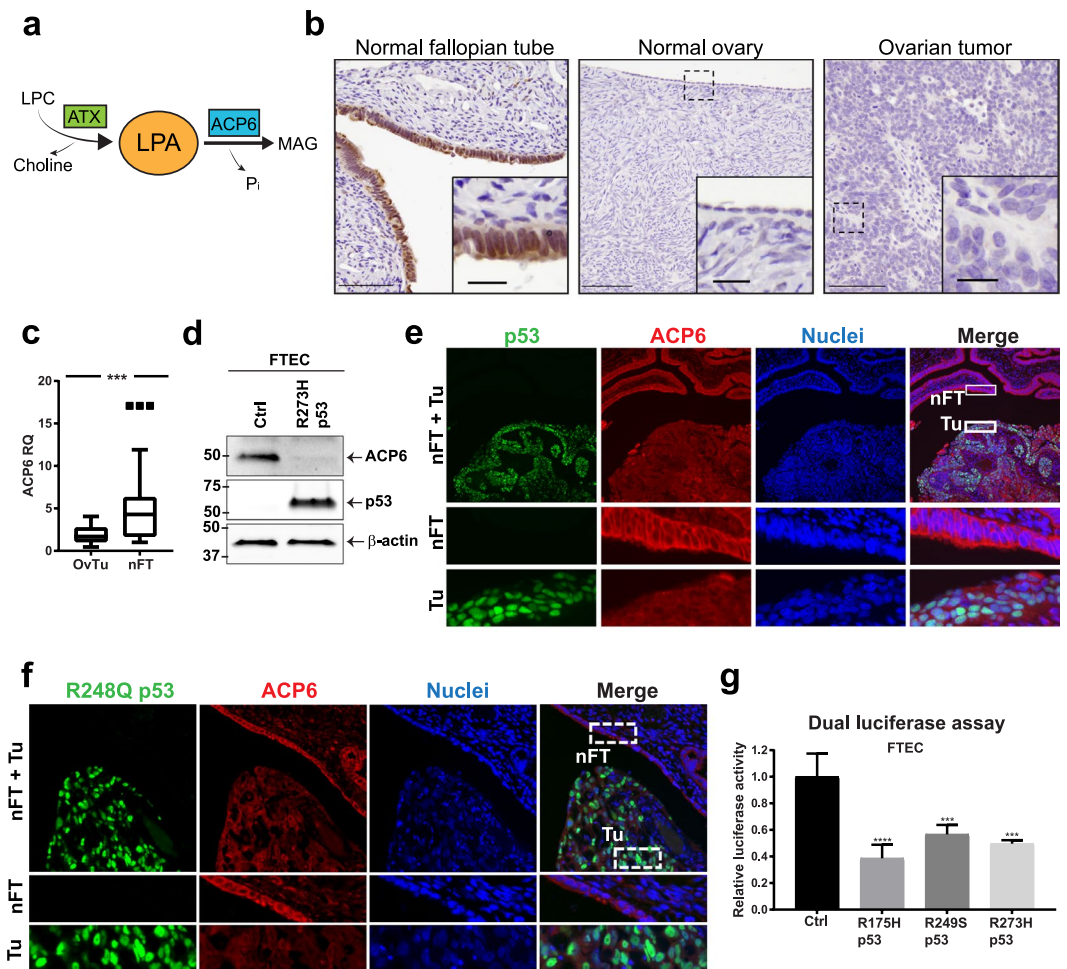 a
LPC
ATX
LPA
ACP6
MAG
Choline
Pi
b
Normal fallopian tube
Normal ovary
Ovarian tumor
c
***
ACP6 RQ
20
15
10
5
0
OvTu
nFT
d
FTEC
Ctrl
R273H
p53
50
ACP6
75
50
p53
50
37
β-actin
e
p53
ACP6
Nuclei
Merge
nFT + Tu
nFT
Tu
nFT
Tu
f
R248Q p53
ACP6
Nuclei
Merge
nFT + Tu
nFT
Tu
nFT
Tu
g
Dual luciferase assay
FTEC
Relative luciferase activity
1.2
1.0
0.8
0.6
0.4
0.2
0.0
****
***
***
Ctrl
R175H
p53
R249S
p53
R273H
p53